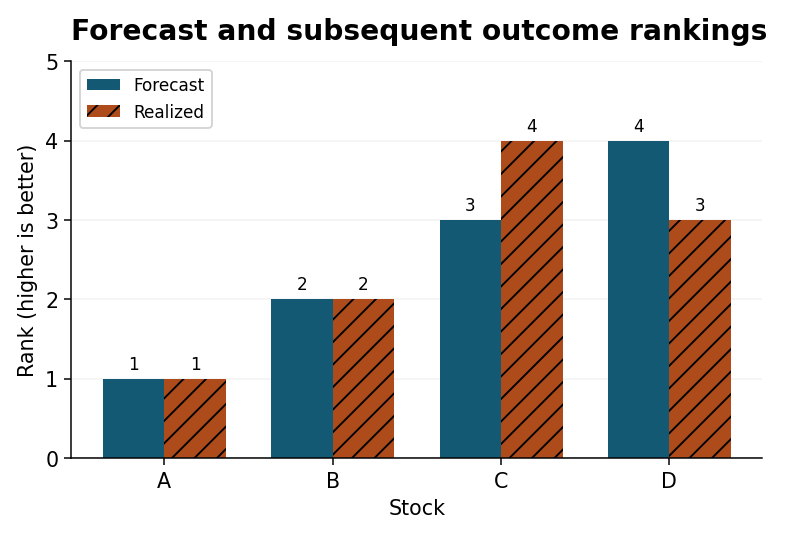 Forecast and subsequent outcome rankings
Rank (higher is better)
5
4
3
2
1
0
Forecast
Realized
1
1
2
2
3
4
4
3
A
B
C
D
Stock